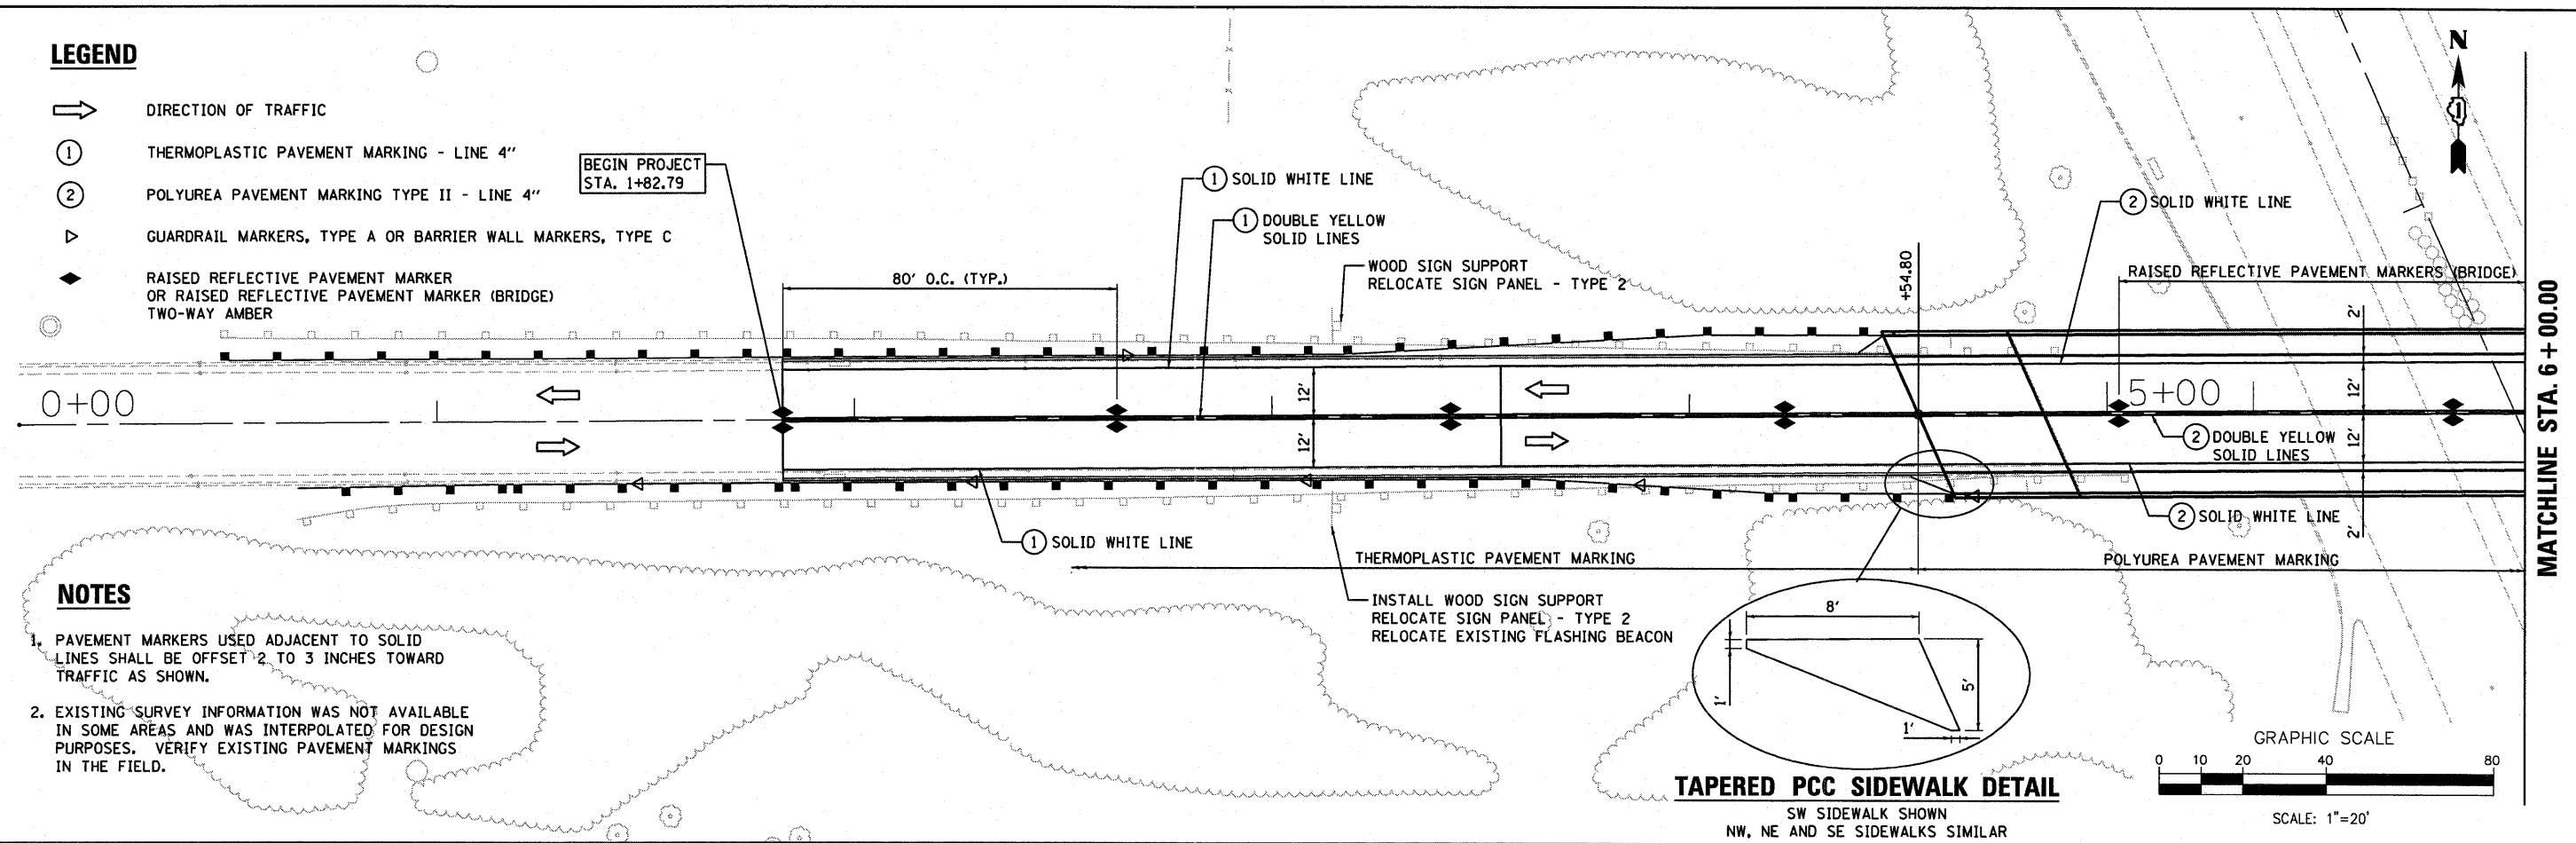 LEGEND
DIRECTION OF TRAFFIC
1 THERMOPLASTIC PAVEMENT MARKING - LINE 4"
2 POLYUREA PAVEMENT MARKING TYPE II - LINE 4"
GUARDRAIL MARKERS, TYPE A OR BARRIER WALL MARKERS, TYPE C
RAISED REFLECTIVE PAVEMENT MARKER
OR RAISED REFLECTIVE PAVEMENT MARKER (BRIDGE)
TWO-WAY AMBER
BEGIN PROJECT
STA. 1+82.79
1 SOLID WHITE LINE
1 DOUBLE YELLOW
SOLID LINES
80' O.C. (TYP.)
WOOD SIGN SUPPORT
RELOCATE SIGN PANEL - TYPE 2
+54.80
2 SOLID WHITE LINE
RAISED REFLECTIVE PAVEMENT MARKERS (BRIDGE)
N
1
MATCHLINE STA. 6+00.00
0+00
12'
12'
5+00
2'
12'
12'
2'
2 DOUBLE YELLOW
SOLID LINES
2 SOLID WHITE LINE
1 SOLID WHITE LINE
THERMOPLASTIC PAVEMENT MARKING
POLYUREA PAVEMENT MARKING
INSTALL WOOD SIGN SUPPORT
RELOCATE SIGN PANEL - TYPE 2
RELOCATE EXISTING FLASHING BEACON
NOTES
1. PAVEMENT MARKERS USED ADJACENT TO SOLID
LINES SHALL BE OFFSET 2 TO 3 INCHES TOWARD
TRAFFIC AS SHOWN.
2. EXISTING SURVEY INFORMATION WAS NOT AVAILABLE
IN SOME AREAS AND WAS INTERPOLATED FOR DESIGN
PURPOSES. VERIFY EXISTING PAVEMENT MARKINGS
IN THE FIELD.
8'
1'
5'
1'
TAPERED PCC SIDEWALK DETAIL
SW SIDEWALK SHOWN
NW, NE AND SE SIDEWALKS SIMILAR
GRAPHIC SCALE
0 10 20 40 80
SCALE: 1"=20'